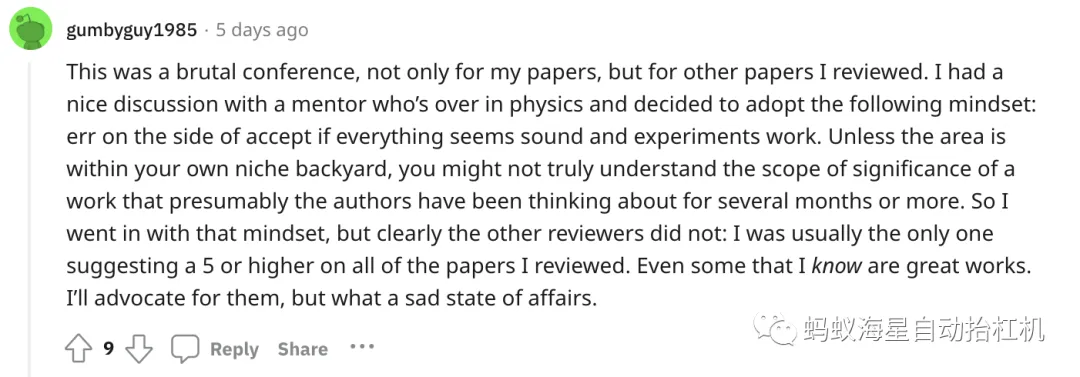 gumbyguy1985 · 5 days ago
This was a brutal conference, not only for my papers, but for other papers I reviewed. I had a
nice discussion with a mentor who’s over in physics and decided to adopt the following mindset:
err on the side of accept if everything seems sound and experiments work. Unless the area is
within your own niche backyard, you might not truly understand the scope of significance of a
work that presumably the authors have been thinking about for several months or more. So I
went in with that mindset, but clearly the other reviewers did not: I was usually the only one
suggesting a 5 or higher on all of the papers I reviewed. Even some that I know are great works.
I’ll advocate for them, but what a sad state of affairs.
蚂蚁海星自动抬杠机
9 Reply Share ···